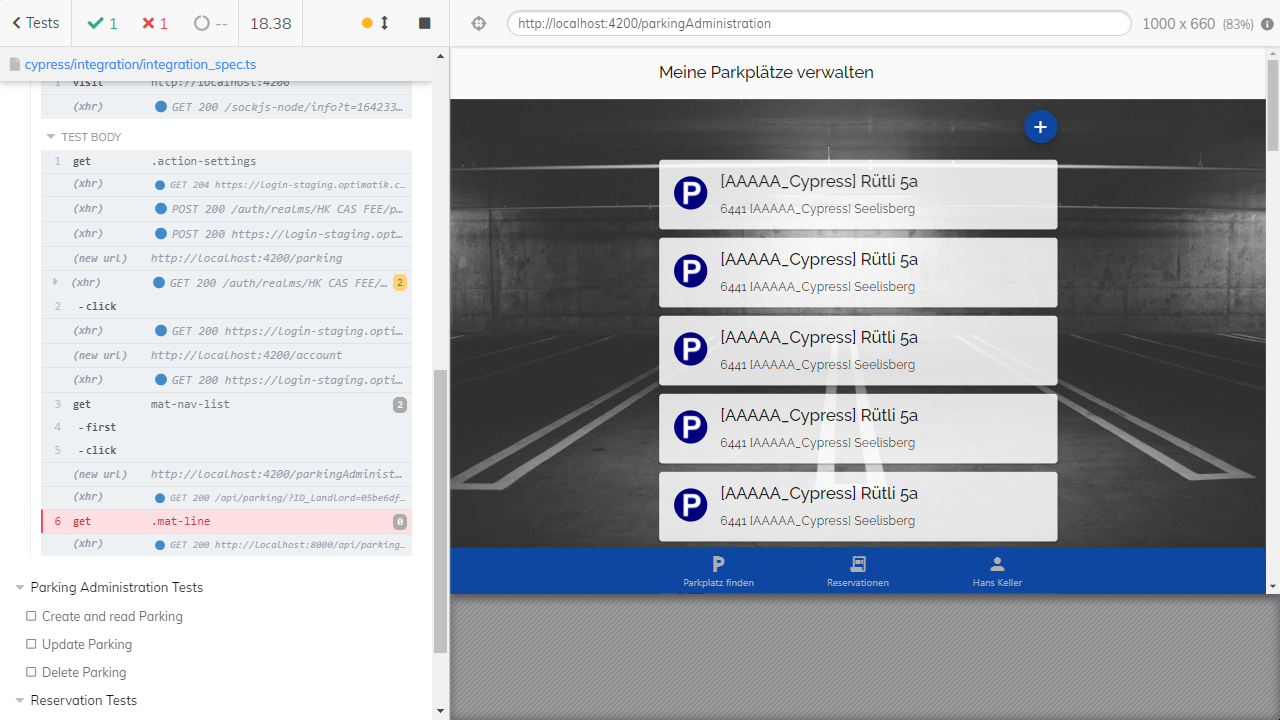 Tests
1
1
--
18.38
http://localhost:4200/parkingAdministration
1000 x 660 (83%)
cypress/integration/integration_spec.ts
1 visit http://localhost:4200
(xhr) GET 200 /sockjs-node/info?t=164233…
TEST BODY
1 get .action-settings
(xhr) GET 204 https://login-staging.optimatik.c…
(xhr) POST 200 /auth/realms/HK_CAS_FEE/p…
(xhr) POST 200 https://login-staging.opt…
(new url) http://localhost:4200/parking
(xhr) GET 200 /auth/realms/HK_CAS_FEE/… 2
2 -click
(xhr) GET 200 https://login-staging.opti…
(new url) http://localhost:4200/account
(xhr) GET 200 https://login-staging.opti…
3 get mat-nav-list 2
4 -first
5 -click
(new url) http://localhost:4200/parkingAdminist…
(xhr) GET 200 /api/parking/?ID_LandLord=05be6df…
6 get .mat-line 0
(xhr) GET 200 http://localhost:8000/api/parking…
Parking Administration Tests
Create and read Parking
Update Parking
Delete Parking
Reservation Tests
Meine Parkplätze verwalten
+
P
[AAAAA_Cypress] Rütli 5a
6441 [AAAAA_Cypress] Seelisberg
P
[AAAAA_Cypress] Rütli 5a
6441 [AAAAA_Cypress] Seelisberg
P
[AAAAA_Cypress] Rütli 5a
6441 [AAAAA_Cypress] Seelisberg
P
[AAAAA_Cypress] Rütli 5a
6441 [AAAAA_Cypress] Seelisberg
P
[AAAAA_Cypress] Rütli 5a
6441 [AAAAA_Cypress] Seelisberg
Parkplatz finden
Reservationen
Hans Keller